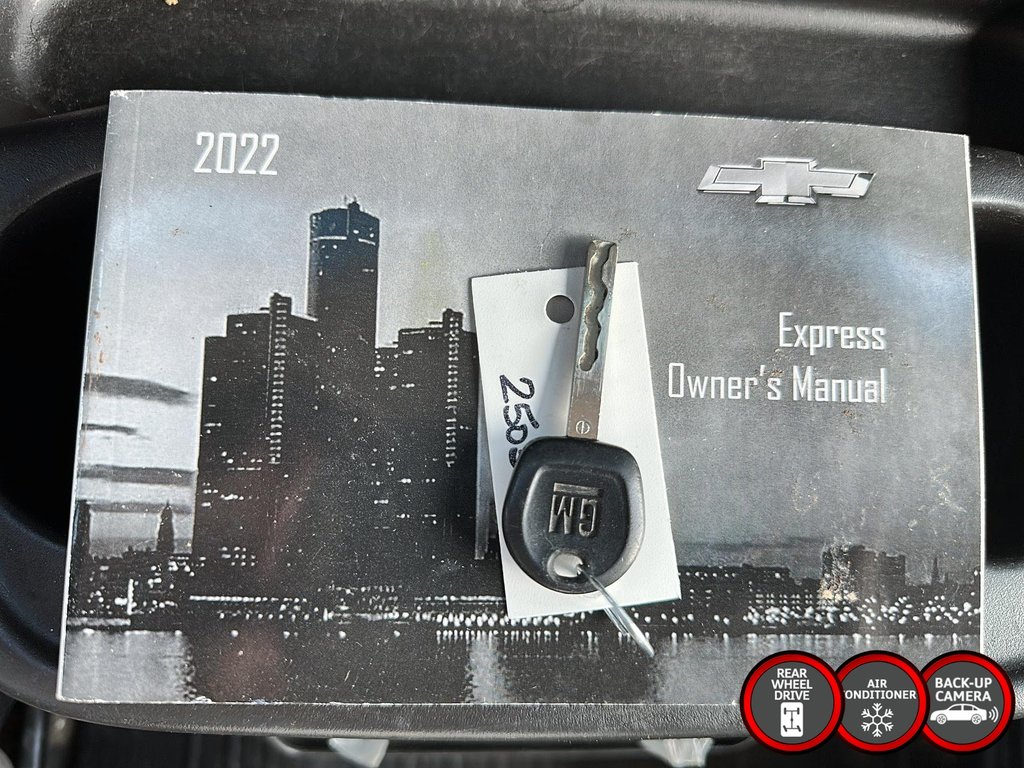 2022
Express
Owner's Manual
GM
REAR
WHEEL
DRIVE
AIR
CONDITIONER
BACK-UP
CAMERA